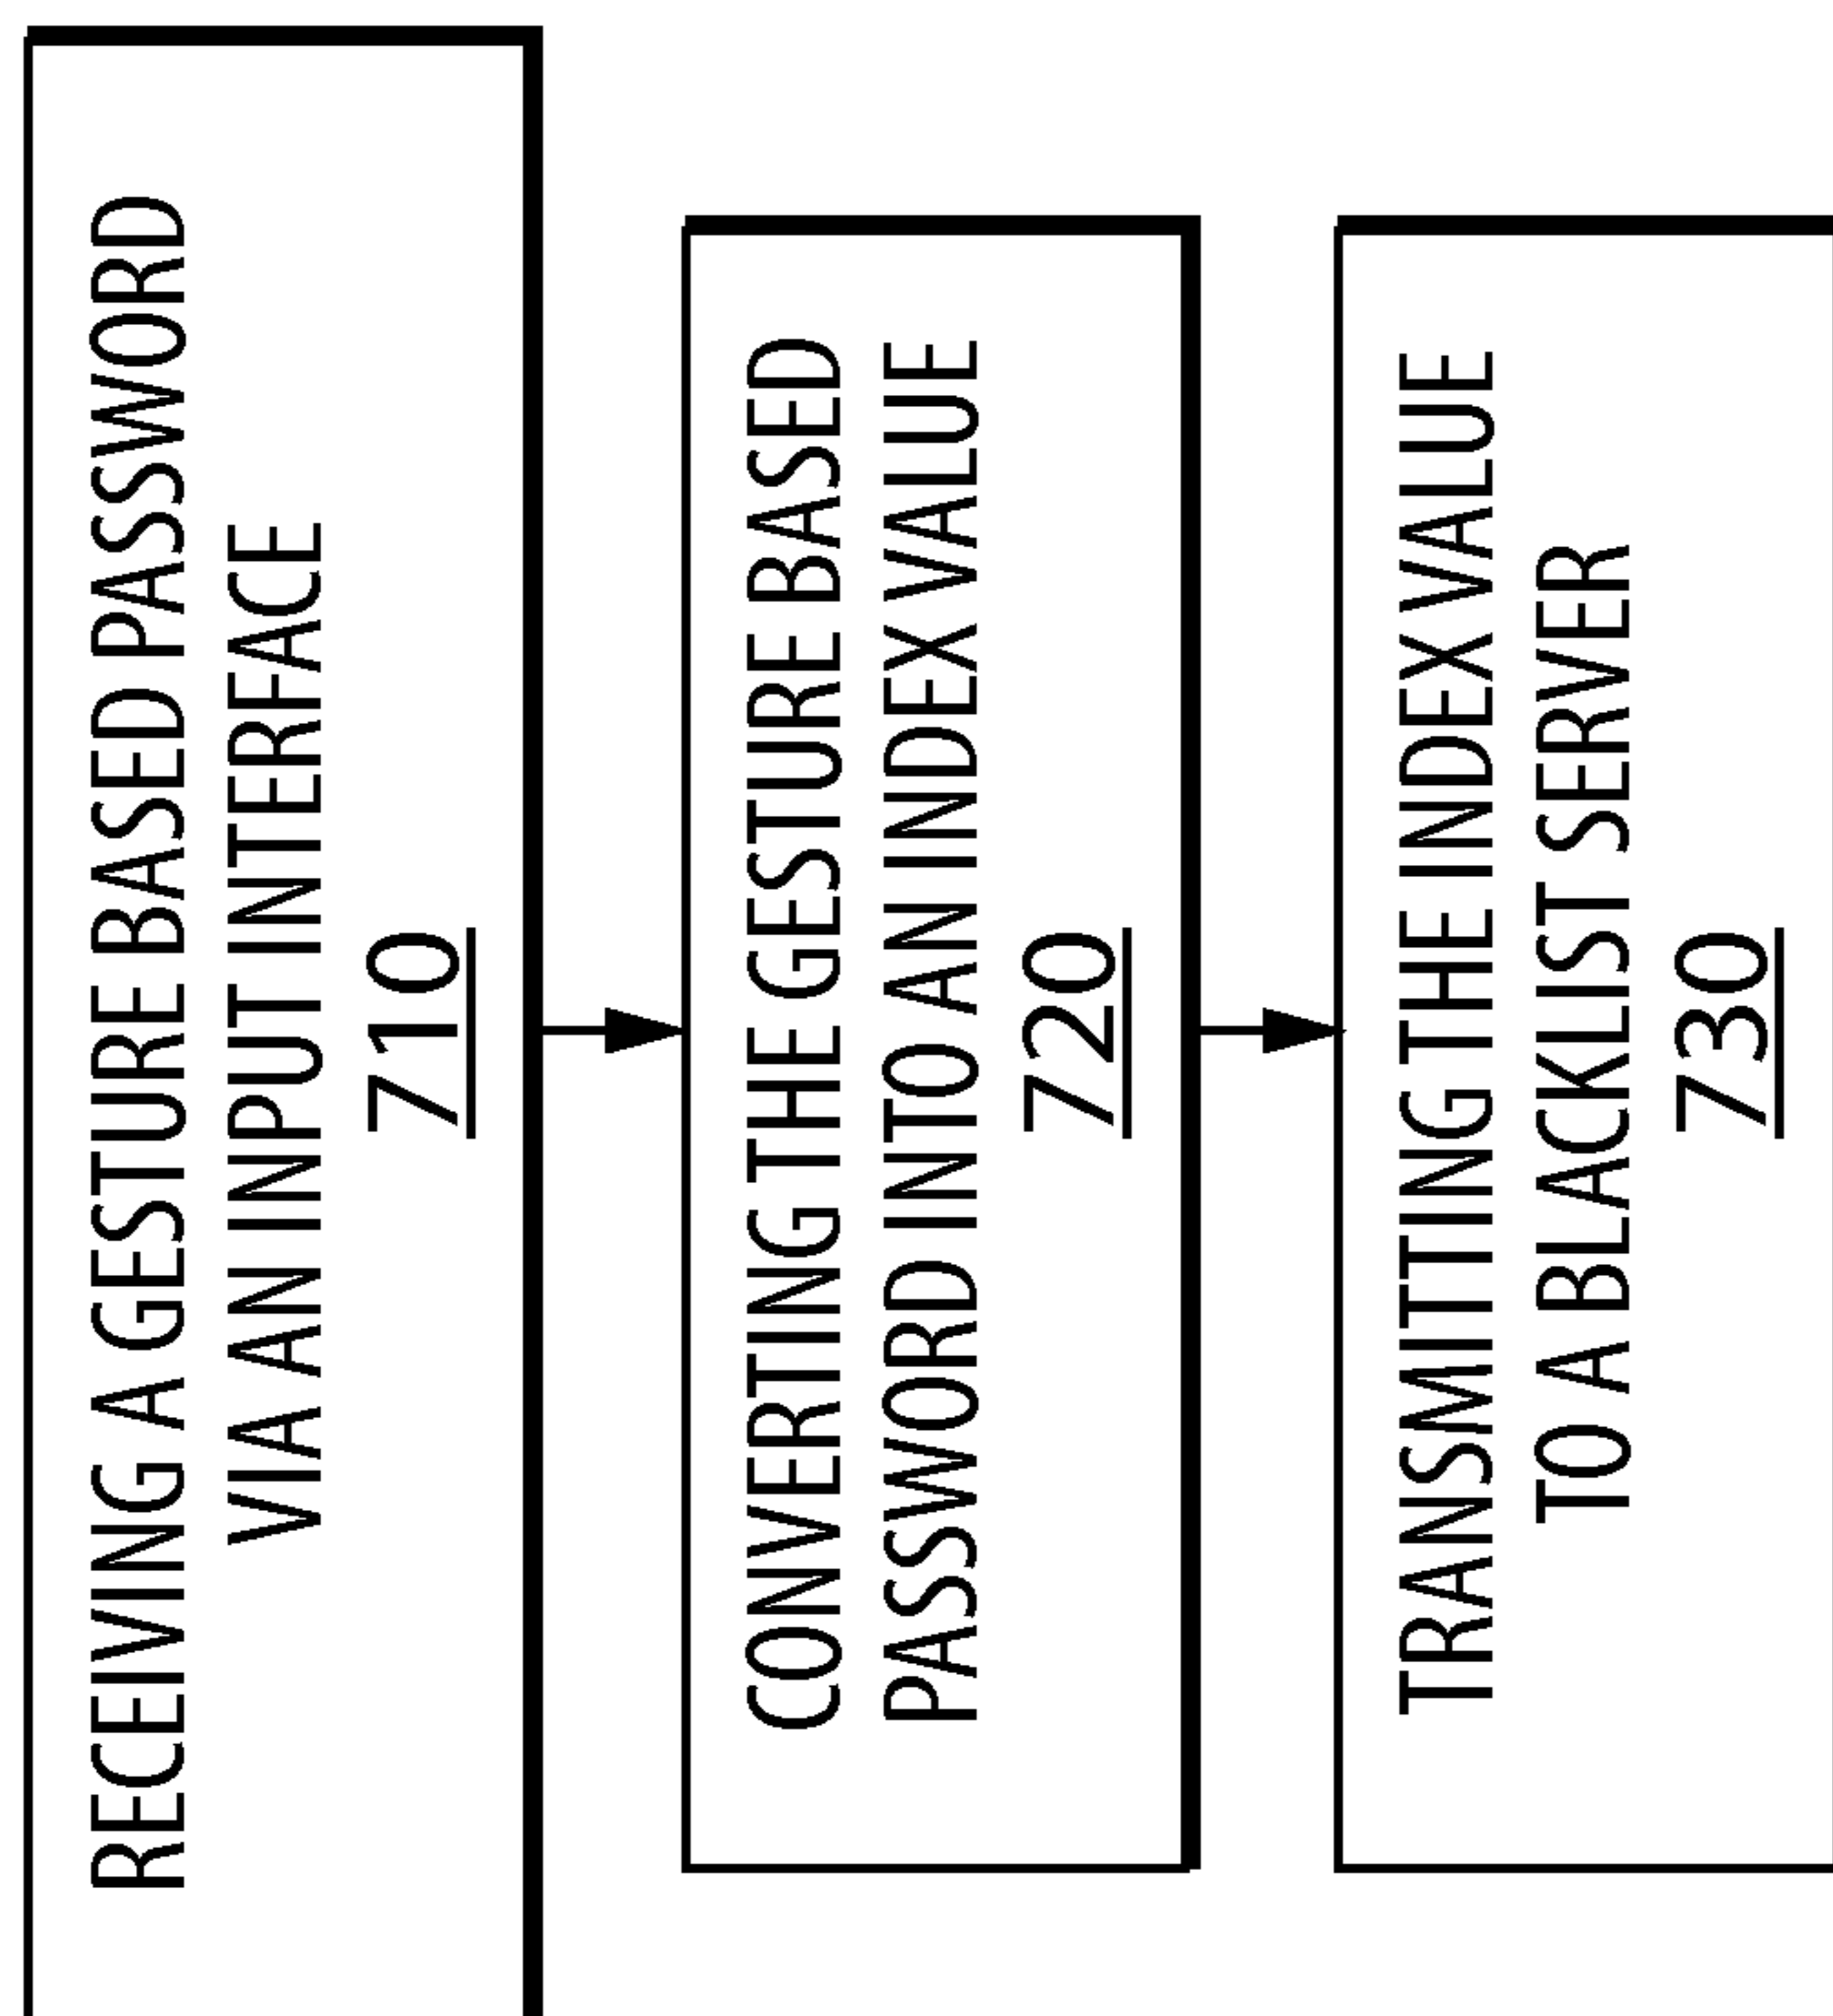 RECEIVING A GESTURE BASED PASSWORD
VIA AN INPUT INTERFACE
710
CONVERTING THE GESTURE BASED
PASSWORD INTO AN INDEX VALUE
720
TRANSMITTING THE INDEX VALUE
TO A BLACKLIST SERVER
730